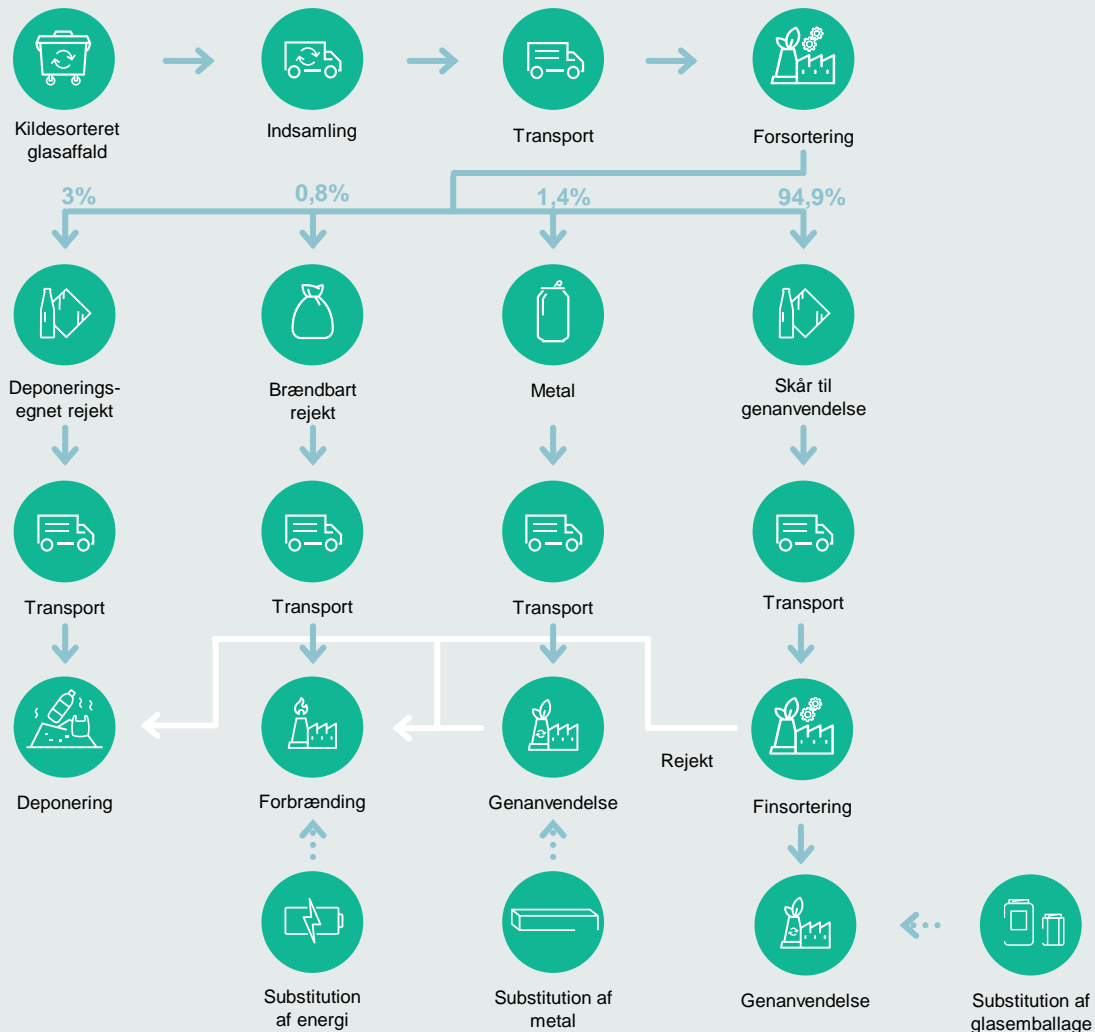 Kildesorteret
glasaffald
Indsamling
Transport
Forsortering
3%
0,8%
1,4%
94,9%
Deponerings-
egnet rejekt
Brændbart
rejekt
Metal
Skår til
genanvendelse
Transport
Transport
Transport
Transport
Rejekt
Deponering
Forbrænding
Genanvendelse
Finsortering
Substitution
af energi
Substitution af
metal
Genanvendelse
Substitution af
glasemballage